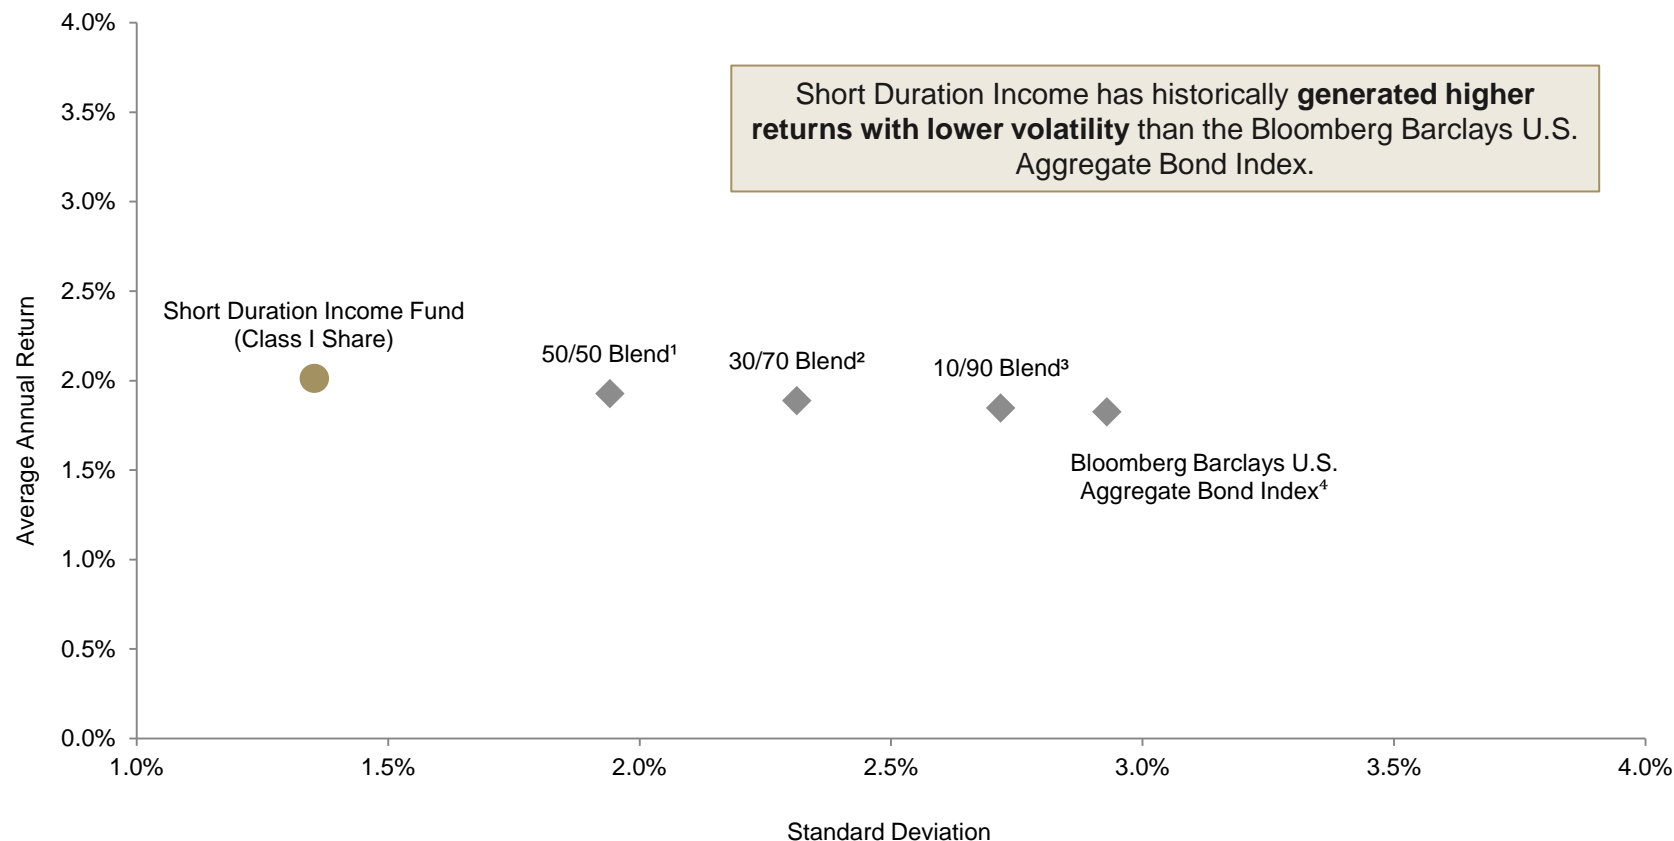 4.0%
3.5%
3.0%
2.5%
2.0%
1.5%
1.0%
0.5%
0.0%
Average Annual Return
Short Duration Income has historically generated higher
returns with lower volatility than the Bloomberg Barclays U.S.
Aggregate Bond Index.
Short Duration Income Fund
(Class I Share)
50/50 Blend¹
30/70 Blend²
10/90 Blend³
Bloomberg Barclays U.S.
Aggregate Bond Index⁴
1.0%
1.5%
2.0%
2.5%
3.0%
3.5%
4.0%
Standard Deviation